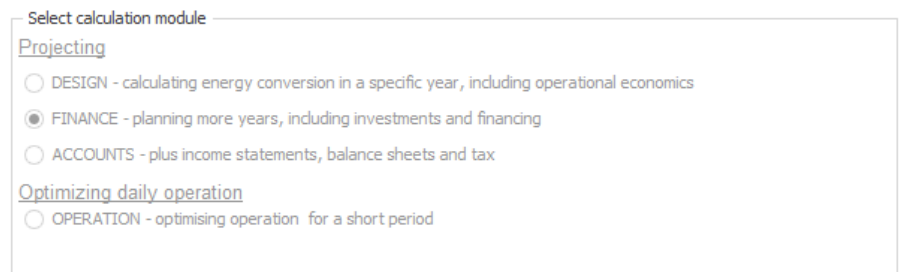 Select calculation module
Projecting
DESIGN - calculating energy conversion in a specific year, including operational economics
FINANCE - planning more years, including investments and financing
ACCOUNTS - plus income statements, balance sheets and tax
Optimizing daily operation
OPERATION - optimising operation  for a short period